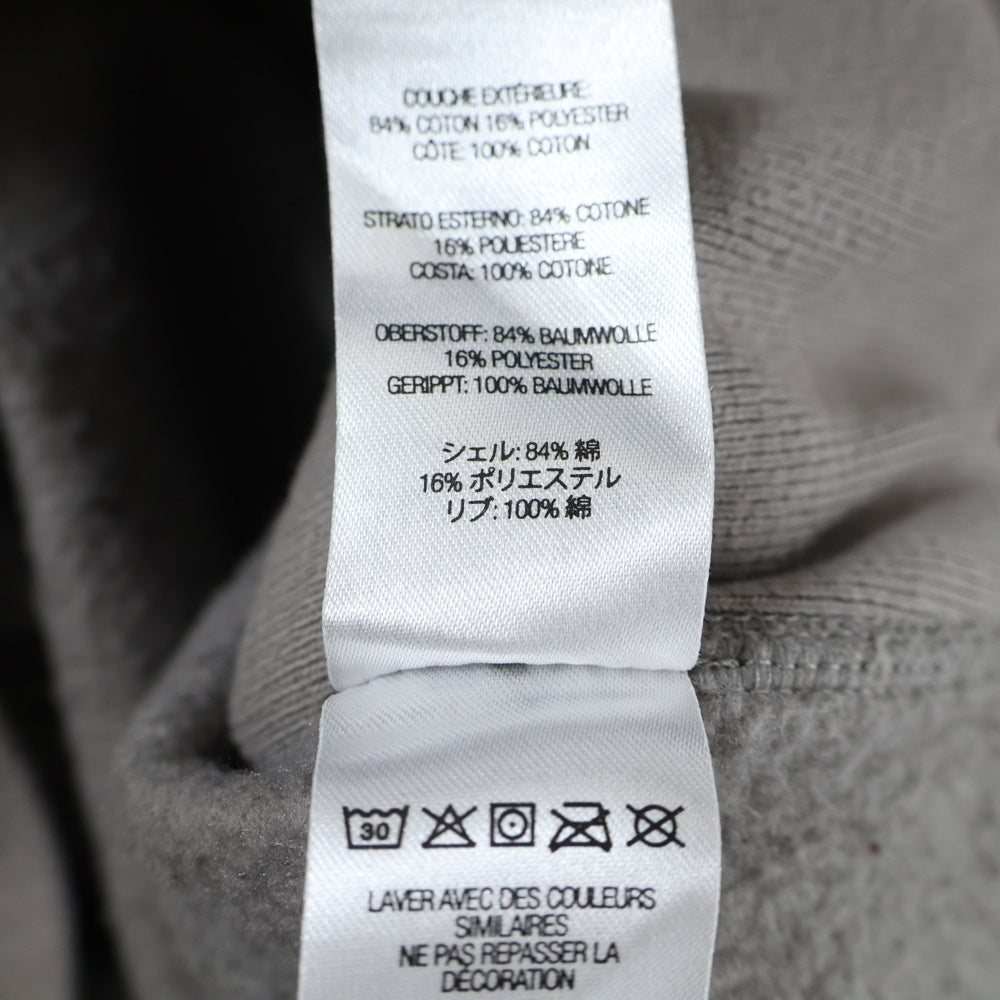 COUCHE EXTÉRIEURE:
84% COTON 16% POLYESTER
CÔTE: 100% COTON
STRATO ESTERNO: 84% COTONE
16% POLIESTERE
COSTA: 100% COTONE
OBERSTOFF: 84% BAUMWOLLE
16% POLYESTER
GERIPPT: 100% BAUMWOLLE
シェル: 84% 綿
16% ポリエステル
リブ: 100% 綿
30
LAVER AVEC DES COULEURS
SIMILAIRES
NE PAS REPASSER LA
DÉCORATION